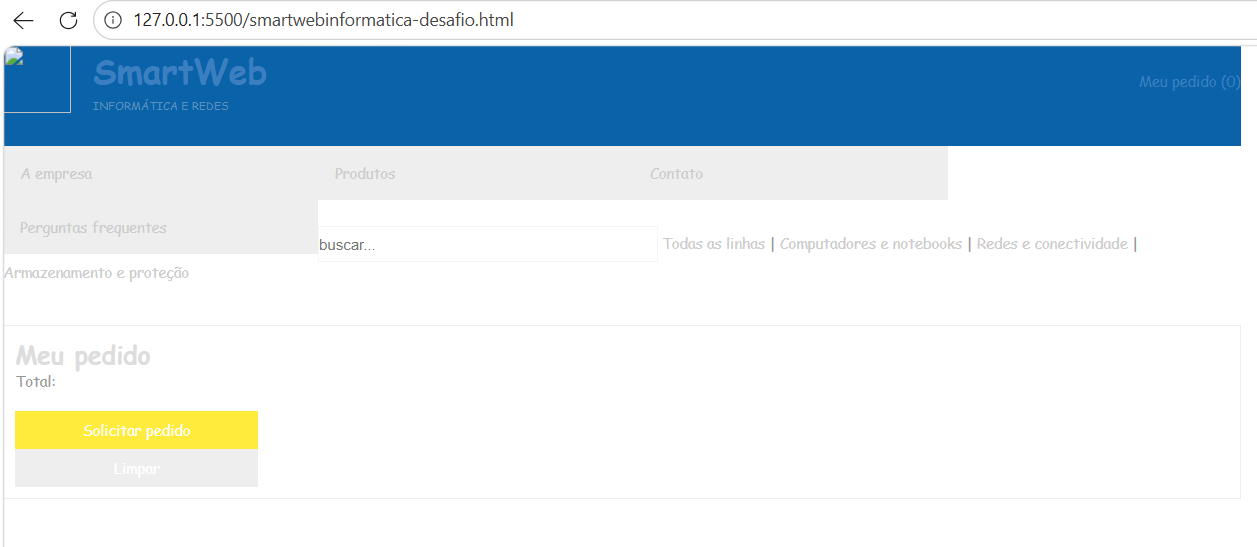 127.0.0.1:5500/smartwebinformatica-desafio.html
SmartWeb
INFORMÁTICA E REDES
Meu pedido (0)
A empresa
Produtos
Contato
Perguntas frequentes
buscar...
Todas as linhas | Computadores e notebooks | Redes e conectividade |
Armazenamento e proteção
Meu pedido
Total:
Solicitar pedido
Limpar